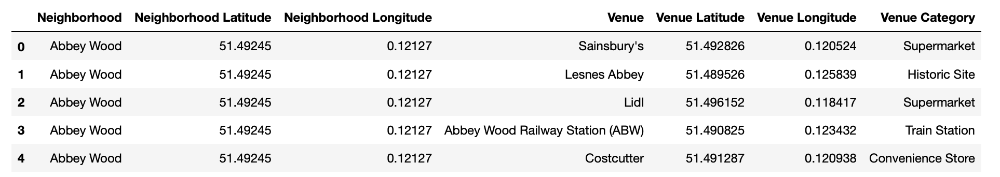 Neighborhood Neighborhood Latitude Neighborhood Longitude Venue Venue Latitude Venue Longitude Venue Category
0 Abbey Wood 51.49245 0.12127 Sainsbury's 51.492826 0.120524 Supermarket
1 Abbey Wood 51.49245 0.12127 Lesnes Abbey 51.489526 0.125839 Historic Site
2 Abbey Wood 51.49245 0.12127 Lidl 51.496152 0.118417 Supermarket
3 Abbey Wood 51.49245 0.12127 Abbey Wood Railway Station (ABW) 51.490825 0.123432 Train Station
4 Abbey Wood 51.49245 0.12127 Costcutter 51.491287 0.120938 Convenience Store